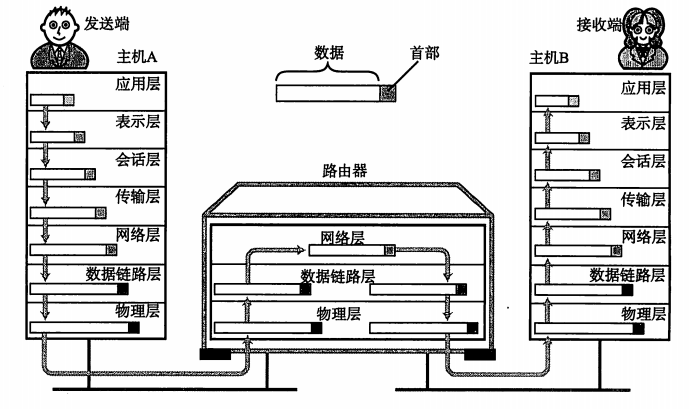 发送端
接收端
主机A
数据
首部
主机B
应用层
表示层
会话层
传输层
网络层
数据链路层
物理层
路由器
网络层
数据链路层
物理层
应用层
表示层
会话层
传输层
网络层
数据链路层
物理层